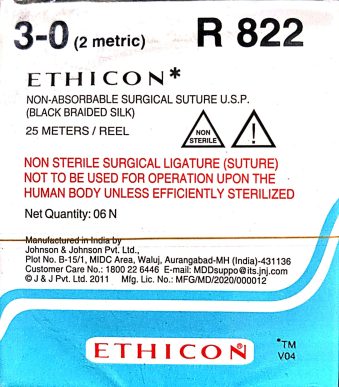 3-0 (2 metric) R 822
ETHICON*
NON-ABSORBABLE SURGICAL SUTURE U.S.P.
(BLACK BRAIDED SILK)
25 METERS / REEL
NON
STERILE
NON STERILE SURGICAL LIGATURE (SUTURE)
NOT TO BE USED FOR OPERATION UPON THE
HUMAN BODY UNLESS EFFICIENTLY STERILIZED
Net Quantity: 06 N
Manufactured in India by
Johnson & Johnson Pvt. Ltd.,
Plot No. B-15/1, MIDC Area, Waluj, Aurangabad-MH (India)-431136
Customer Care No.: 1800 22 6446 E-mail: MDDsuppo@its.jnj.com
© J & J Pvt. Ltd. 2011 Mfg. Lic. No.: MFG/MD/2020/000012
ETHICON
*TM
V04